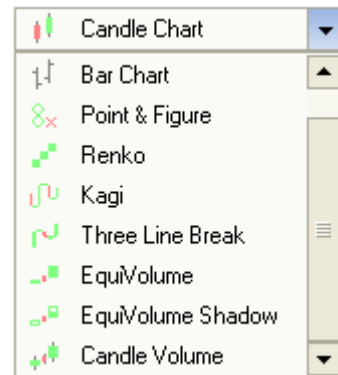 Candle Chart
Bar Chart
Point & Figure
Renko
Kagi
Three Line Break
EquiVolume
EquiVolume Shadow
Candle Volume